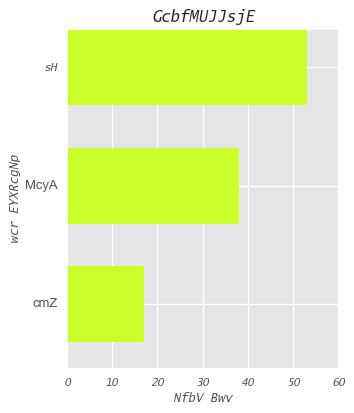 GcbfMUJJsjE
sH
McyA
cmZ
wcr EYXRcgNp
0 10 20 30 40 50 60
NfbV Bwv